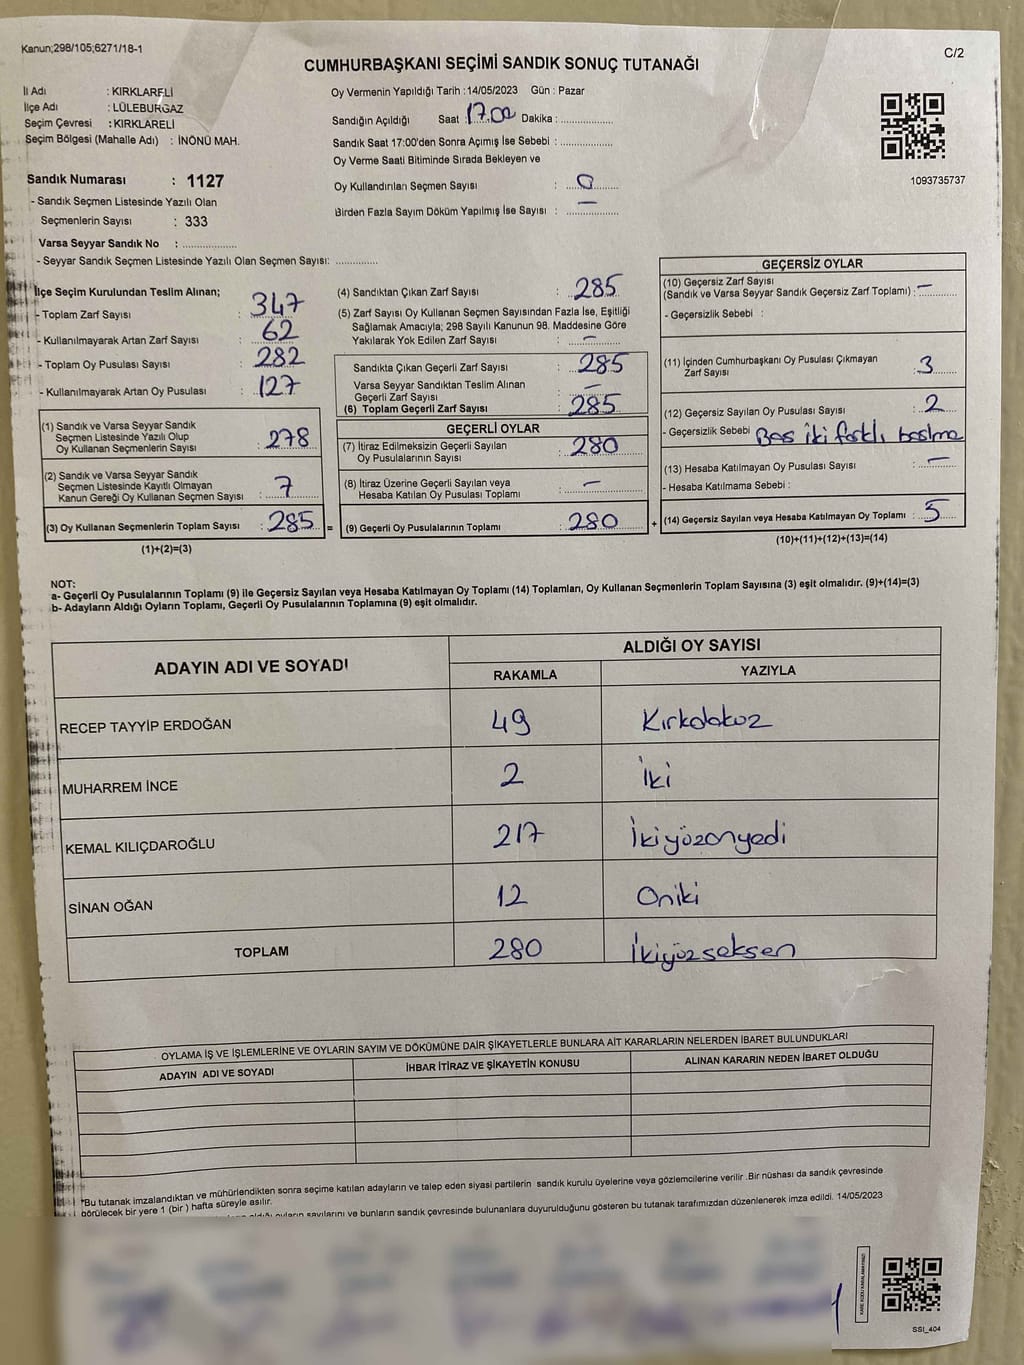 Kanun;298/105;6271/18-1
C/2
CUMHURBAŞKANI SEÇİMİ SANDIK SONUÇ TUTANAĞI
İl Adı : KIRKLARELİ
İlçe Adı : LÜLEBURGAZ
Seçim Çevresi : KIRKLARELİ
Seçim Bölgesi (Mahalle Adı) : İNÖNÜ MAH.
Sandık Numarası : 1127
- Sandık Seçmen Listesinde Yazılı Olan
Seçmenlerin Sayısı : 333
Varsa Seyyar Sandık No : ................
- Seyyar Sandık Seçmen Listesinde Yazılı Olan Seçmen Sayısı: .............
Oy Vermenin Yapıldığı Tarih :14/05/2023 Gün : Pazar
Sandığın Açıldığı Saat : 17.00 Dakika : ................
Sandık Saat 17:00'den Sonra Açımış İse Sebebi : ................
Oy Verme Saati Bitiminde Sırada Bekleyen ve
Oy Kullandırılan Seçmen Sayısı : 0
Birden Fazla Sayım Döküm Yapılmış İse Sayısı : —
1093735737
İlçe Seçim Kurulundan Teslim Alınan;
- Toplam Zarf Sayısı : 347
- Kullanılmayarak Artan Zarf Sayısı : 62
- Toplam Oy Pusulası Sayısı : 282
- Kullanılmayarak Artan Oy Pusulası : 127
(1) Sandık ve Varsa Seyyar Sandık
Seçmen Listesinde Yazılı Olup
Oy Kullanan Seçmenlerin Sayısı : 278
(2) Sandık ve Varsa Seyyar Sandık
Seçmen Listesinde Kayıtlı Olmayan
Kanun Gereği Oy Kullanan Seçmen Sayısı : 7
(3) Oy Kullanan Seçmenlerin Toplam Sayısı : 285 =
(1)+(2)=(3)
(4) Sandıktan Çıkan Zarf Sayısı : 285
(5) Zarf Sayısı Oy Kullanan Seçmen Sayısından Fazla İse, Eşitliği
Sağlamak Amacıyla; 298 Sayılı Kanunun 98. Maddesine Göre
Yakılarak Yok Edilen Zarf Sayısı : —
Sandıkta Çıkan Geçerli Zarf Sayısı : 285
Varsa Seyyar Sandıktan Teslim Alınan
Geçerli Zarf Sayısı : —
(6) Toplam Geçerli Zarf Sayısı : 285
GEÇERLİ OYLAR
(7) İtiraz Edilmeksizin Geçerli Sayılan
Oy Pusulalarının Sayısı : 280
(8) İtiraz Üzerine Geçerli Sayılan veya
Hesaba Katılan Oy Pusulası Toplamı : —
(9) Geçerli Oy Pusulalarının Toplamı : 280 +
GEÇERSİZ OYLAR
(10) Geçersiz Zarf Sayısı
(Sandık ve Varsa Seyyar Sandık Geçersiz Zarf Toplamı) : —
- Geçersizlik Sebebi :
(11) İçinden Cumhurbaşkanı Oy Pusulası Çıkmayan
Zarf Sayısı : 3
(12) Geçersiz Sayılan Oy Pusulası Sayısı : 2
- Geçersizlik Sebebi Boş iki farklı basılma
(13) Hesaba Katılmayan Oy Pusulası Sayısı : —
- Hesaba Katılmama Sebebi :
(14) Geçersiz Sayılan veya Hesaba Katılmayan Oy Toplamı : 5
(10)+(11)+(12)+(13)=(14)
NOT:
a- Geçerli Oy Pusulalarının Toplamı (9) ile Geçersiz Sayılan veya Hesaba Katılmayan Oy Toplamı (14) Toplamları, Oy Kullanan Seçmenlerin Toplam Sayısına (3) eşit olmalıdır. (9)+(14)=(3)
b- Adayların Aldığı Oyların Toplamı, Geçerli Oy Pusulalarının Toplamına (9) eşit olmalıdır.
ADAYIN ADI VE SOYADI ALDIĞI OY SAYISI
RAKAMLA YAZIYLA
RECEP TAYYİP ERDOĞAN 49 Kırkdokuz
MUHARREM İNCE 2 İki
KEMAL KILIÇDAROĞLU 217 İkiyüzonyedi
SİNAN OĞAN 12 Oniki
TOPLAM 280 İkiyüzseksen
OYLAMA İŞ VE İŞLEMLERİNE VE OYLARIN SAYIM VE DÖKÜMÜNE DAİR ŞİKAYETLERLE BUNLARA AİT KARARLARIN NELERDEN İBARET BULUNDUKLARI
ADAYIN ADI VE SOYADI İHBAR İTİRAZ VE ŞİKAYETİN KONUSU ALINAN KARARIN NEDEN İBARET OLDUĞU
*Bu tutanak imzalandıktan ve mühürlendikten sonra seçime katılan adayların ve talep eden siyasi partilerin sandık kurulu üyelerine veya gözlemcilerine verilir .Bir nüshası da sandık çevresinde
görülecek bir yere 1 (bir ) hafta süreyle asılır.
oyların sayılarını ve bunların sandık çevresinde bulunanlara duyurulduğunu gösteren bu tutanak tarafımızdan düzenlenerek imza edildi. 14/05/2023
SSI_404